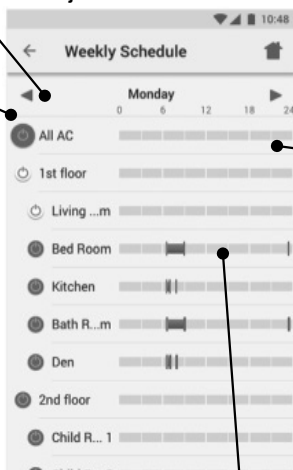 10:48
Weekly Schedule
Monday
0 6 12 18 24
All AC
1st floor
Living ...m
Bed Room
Kitchen
Bath R...m
Den
2nd floor
Child R... 1